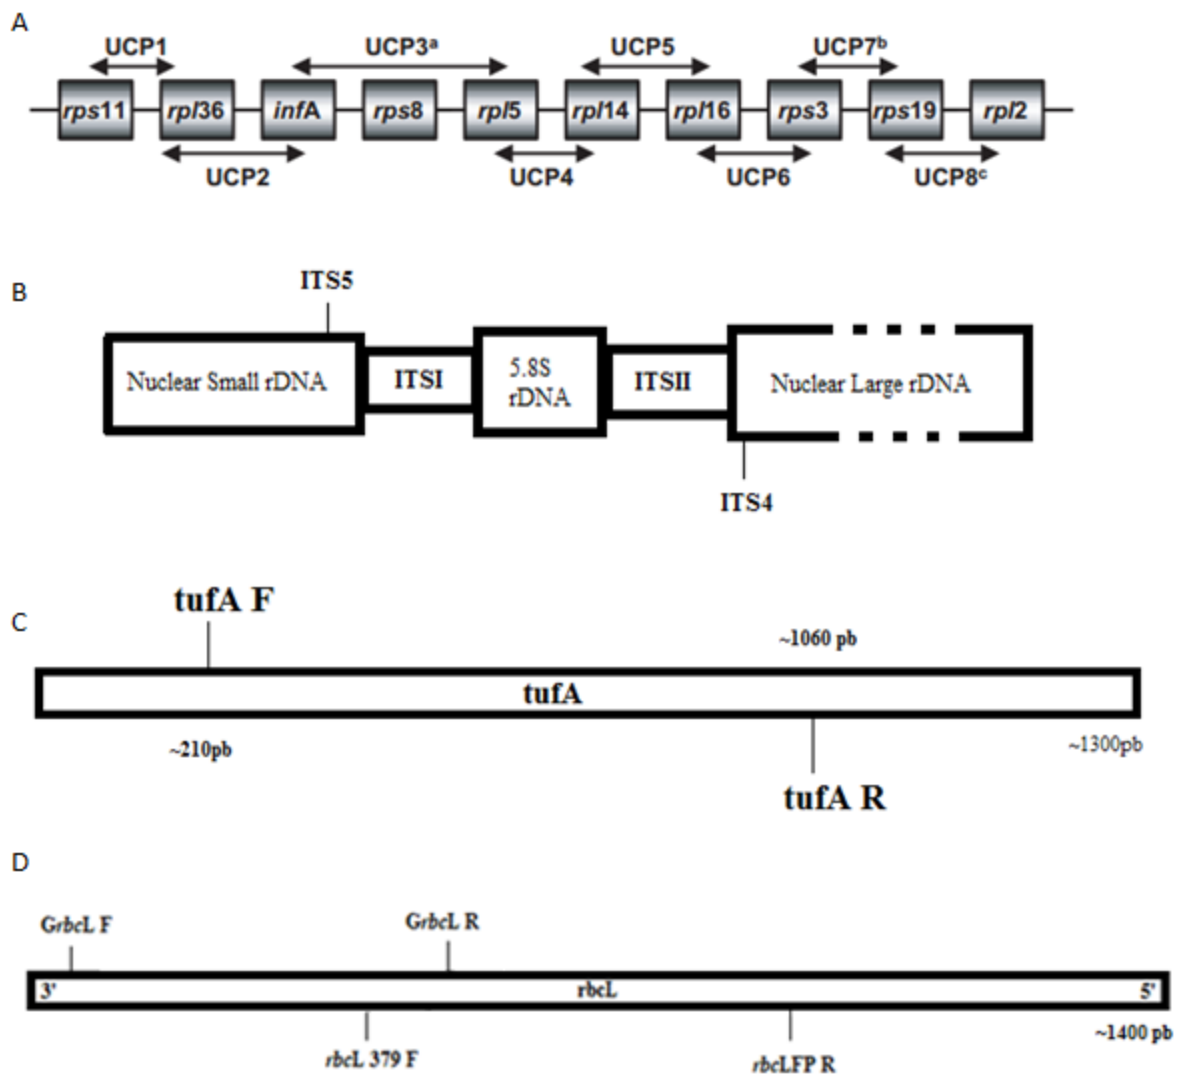 A
UCP1 UCP3ᵃ UCP5 UCP7ᵇ
rps11 rpl36 infA rps8 rpl5 rpl14 rpl16 rps3 rps19 rpl2
UCP2 UCP4 UCP6 UCP8ᶜ
B
ITS5
Nuclear Small rDNA ITSI 5.8S rDNA ITSII Nuclear Large rDNA
ITS4
C
tufA F
~1060 pb
tufA
~210pb
~1300pb
tufA R
D
GrbcL F GrbcL R
3' rbcL 5'
~1400 pb
rbcL 379 F rbcLFP R